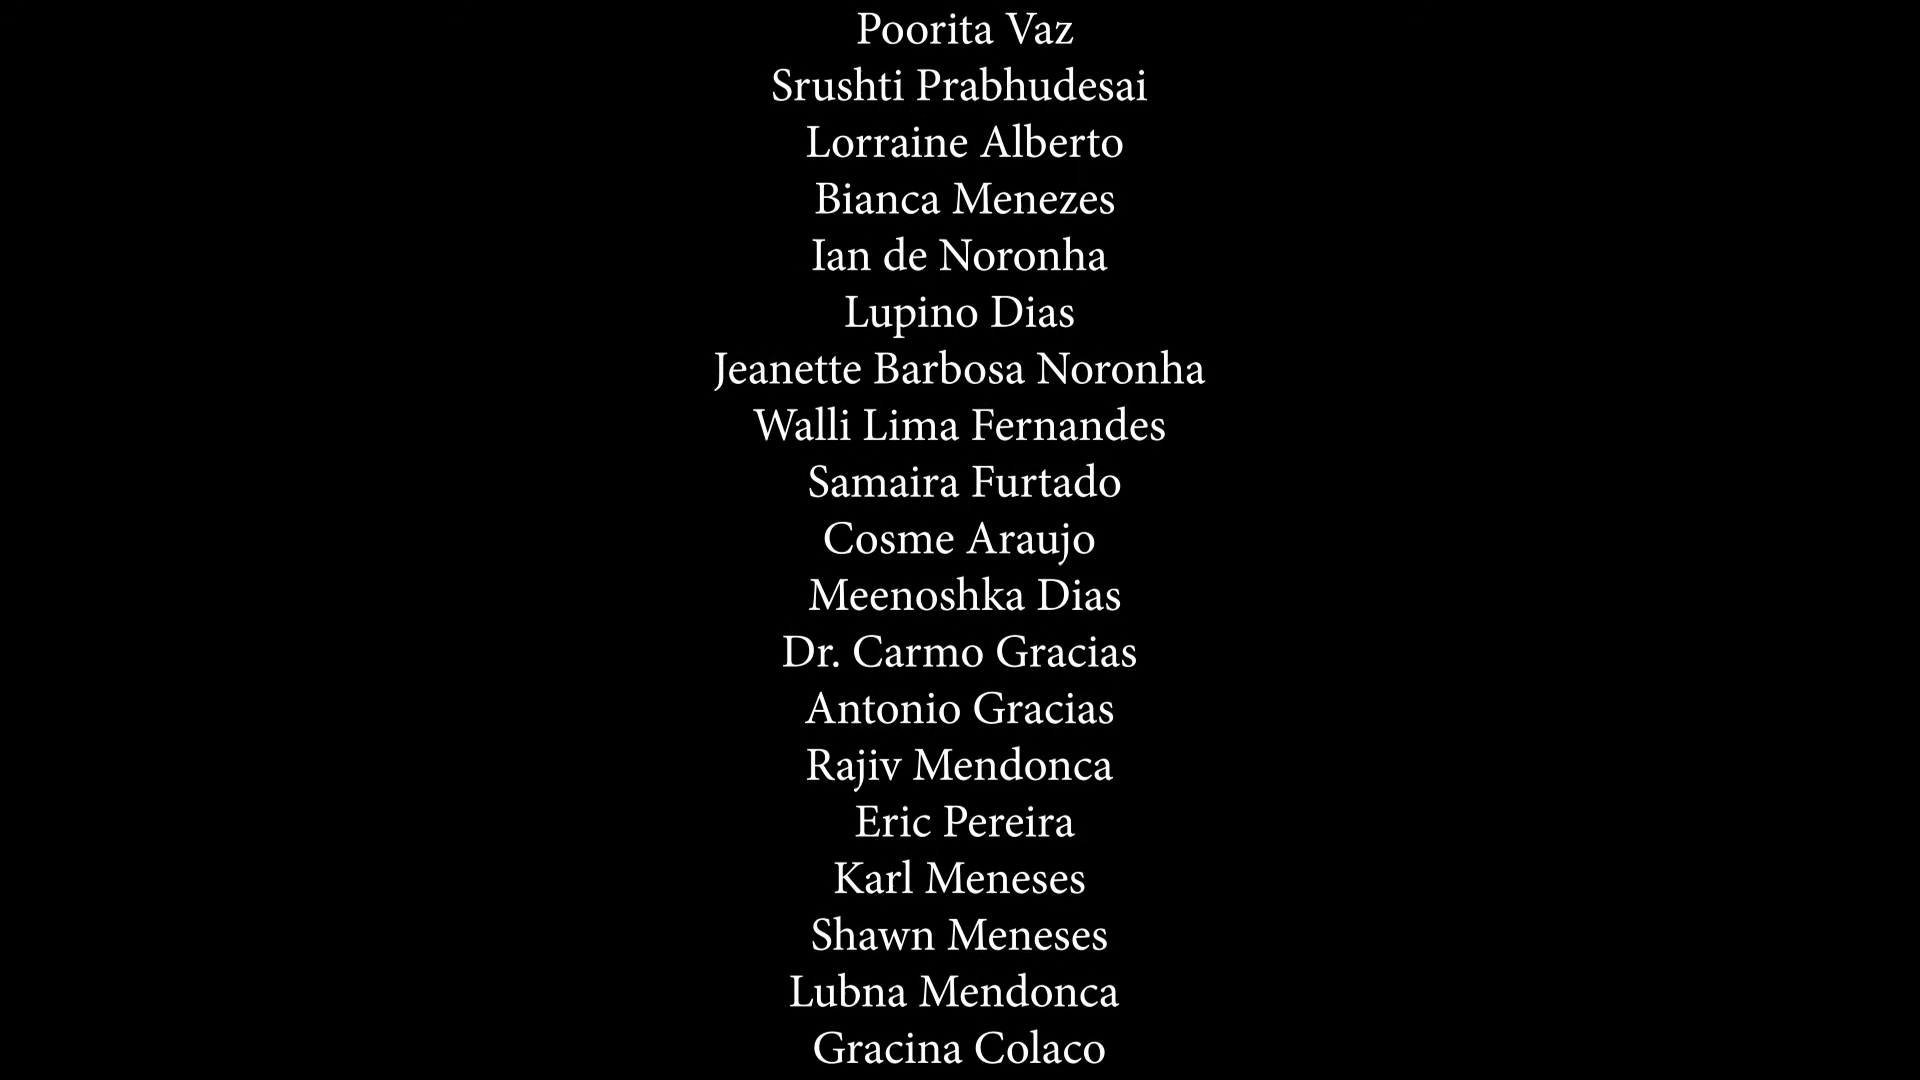 Poorita Vaz
Srushti Prabhudesai
Lorraine Alberto
Bianca Menezes
Ian de Noronha
Lupino Dias
Jeanette Barbosa Noronha
Walli Lima Fernandes
Samaira Furtado
Cosme Araujo
Meenoshka Dias
Dr. Carmo Gracias
Antonio Gracias
Rajiv Mendonca
Eric Pereira
Karl Meneses
Shawn Meneses
Lubna Mendonca
Gracina Colaco